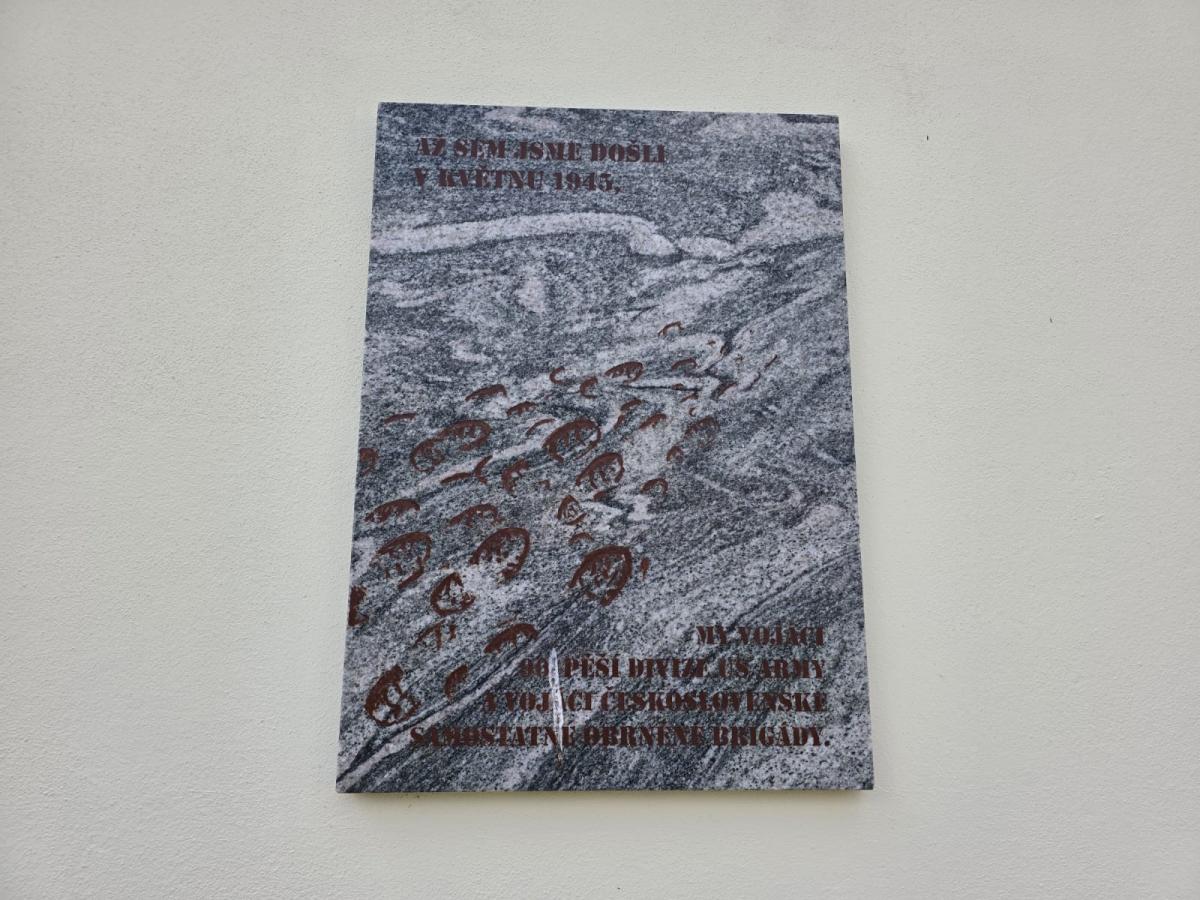 AŽ SEM JSME DOŠLI
V KVĚTNU 1945,
MY VOJÁCI
90. PĚŠÍ DIVIZE US ARMY
A VOJÁCI ČESKOSLOVENSKÉ
SAMOSTATNÉ OBRNĚNÉ BRIGÁDY.